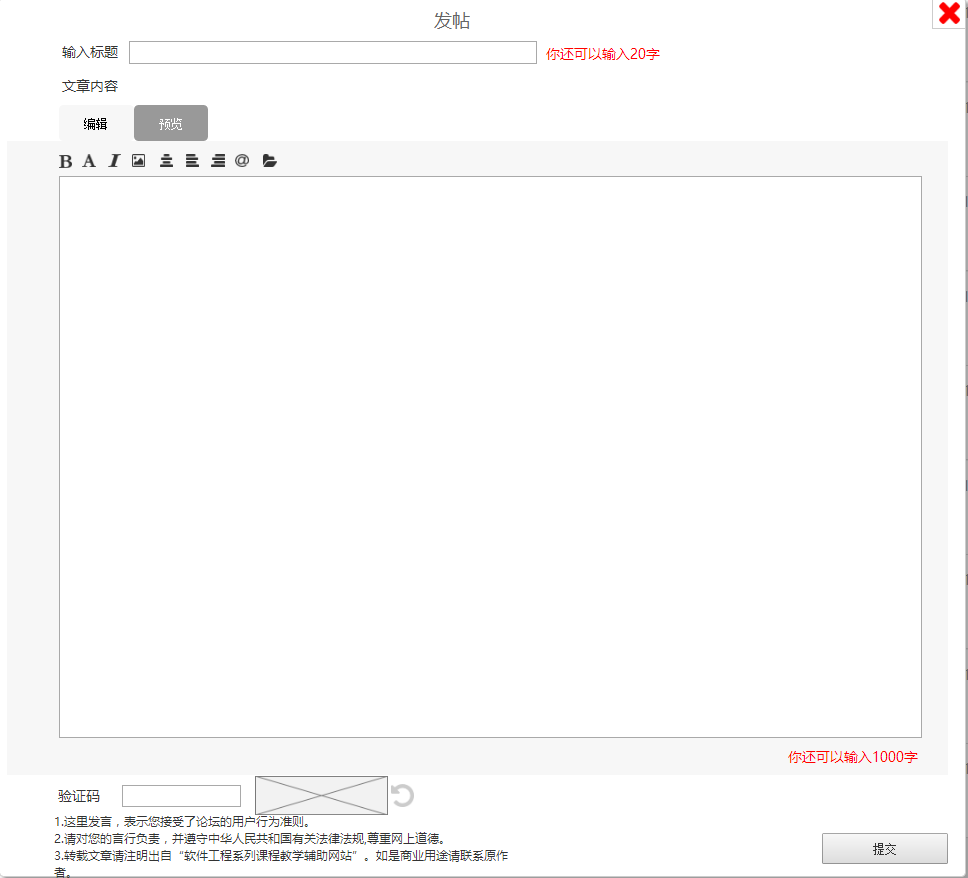 发帖
输入标题 你还可以输入20字
文章内容
编辑 预览
B A I @
你还可以输入1000字
验证码
1.这里发言，表示您接受了论坛的用户行为准则。
2.请对您的言行负责，并遵守中华人民共和国有关法律法规,尊重网上道德。
3.转载文章请注明出自“软件工程系列课程教学辅助网站”。如是商业用途请联系原作
者。
提交